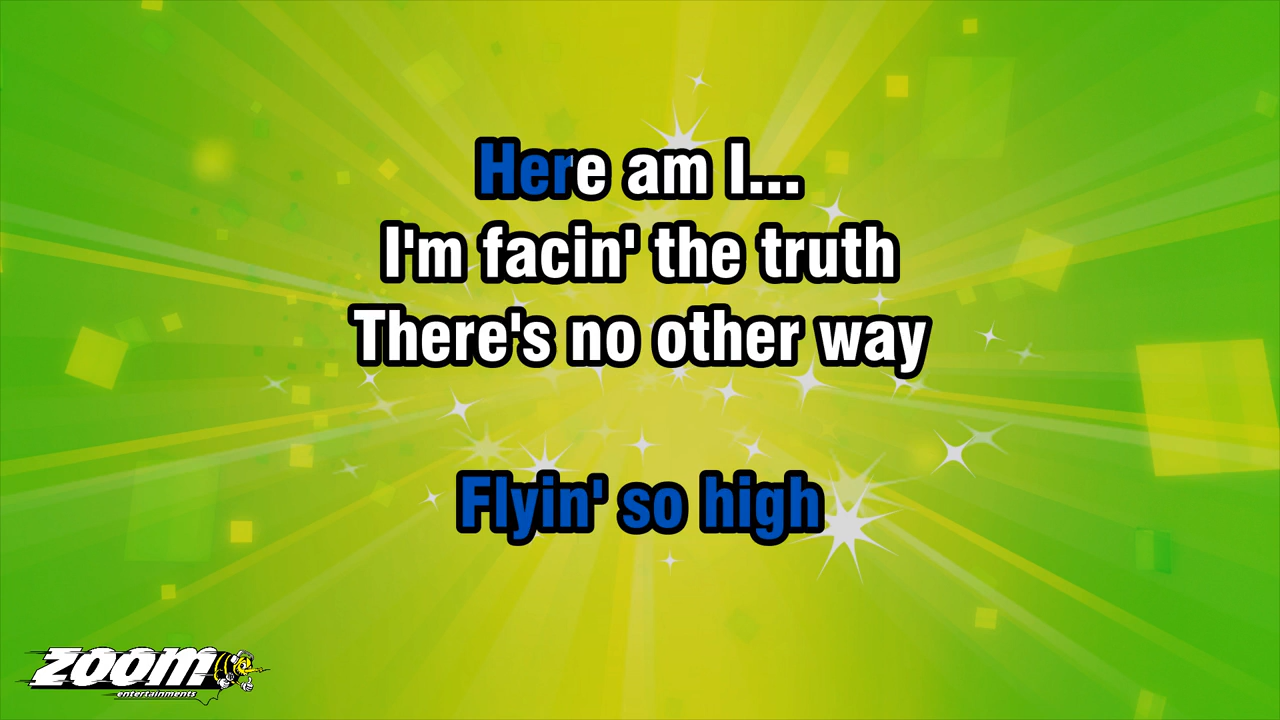 Here am I...
I'm facin' the truth
There's no other way
Flyin' so high
zoom
entertainments